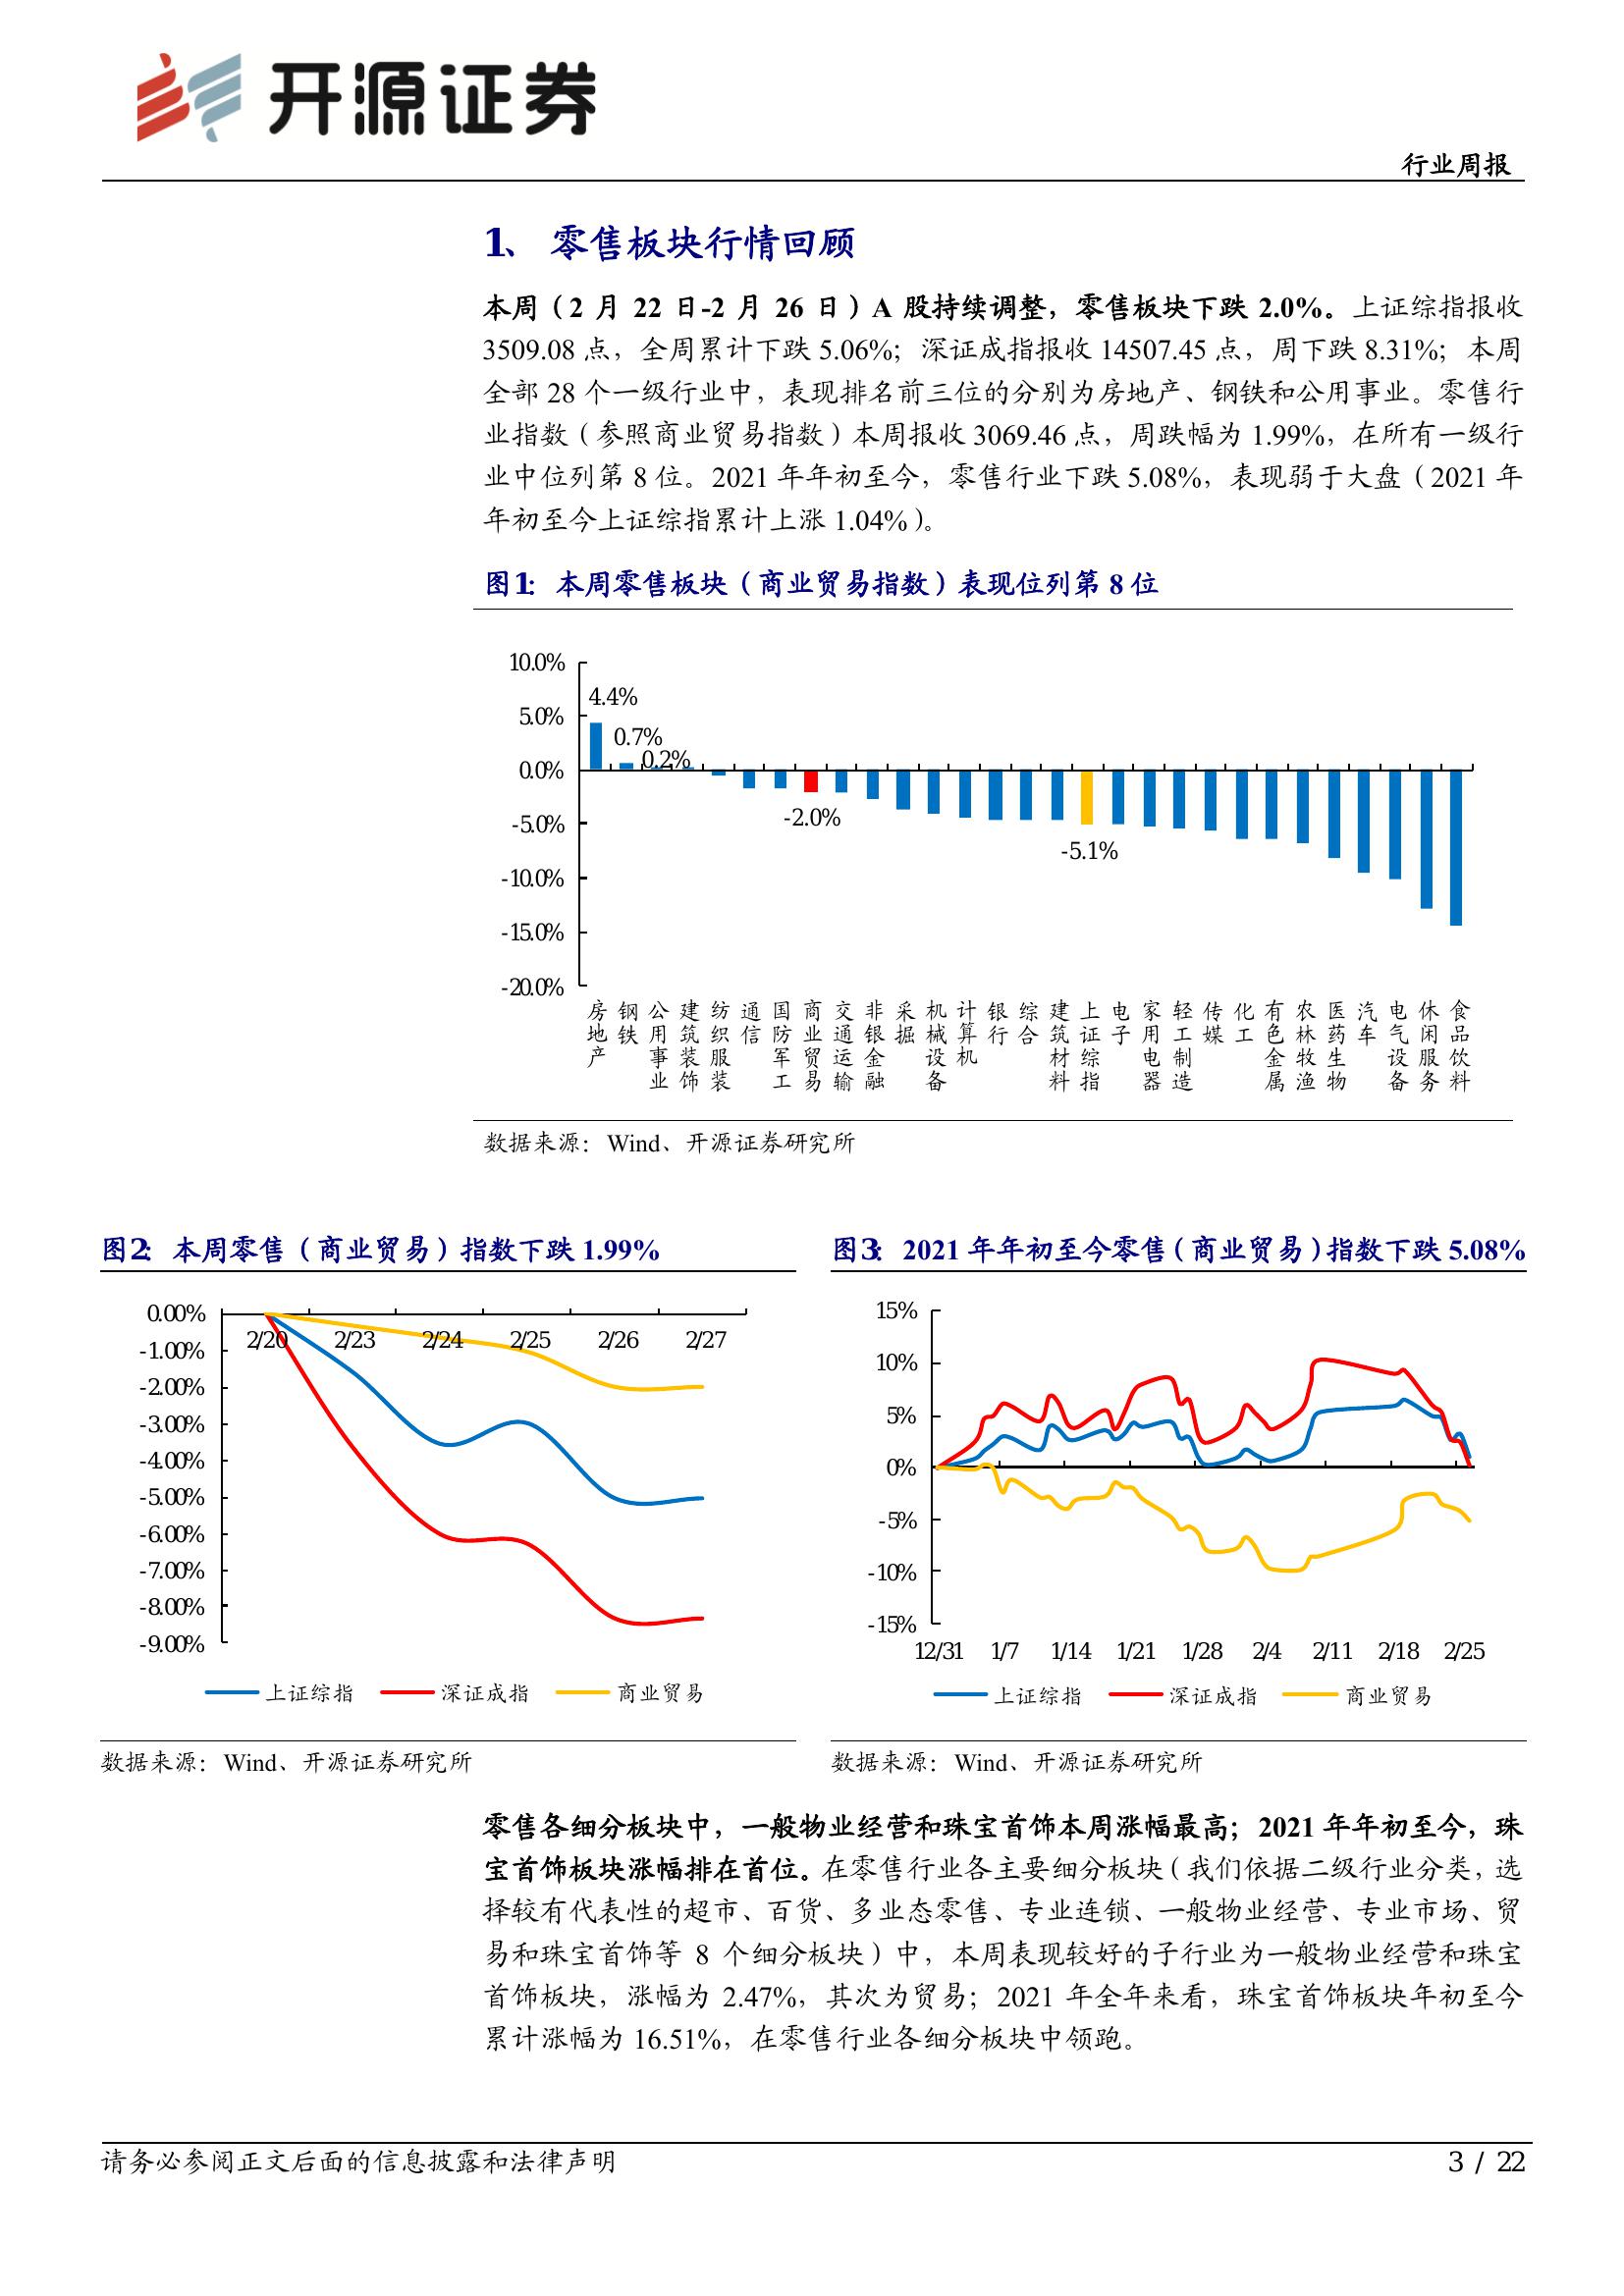 开源证券
行业周报
1、 零售板块行情回顾
本周（2 月 22 日-2 月 26 日）A 股持续调整，零售板块下跌 2.0%。上证综指报收
3509.08 点，全周累计下跌 5.06%；深证成指报收 14507.45 点，周下跌 8.31%；本周
全部 28 个一级行业中，表现排名前三位的分别为房地产、钢铁和公用事业。零售行
业指数（参照商业贸易指数）本周报收 3069.46 点，周跌幅为 1.99%，在所有一级行
业中位列第 8 位。2021 年年初至今，零售行业下跌 5.08%，表现弱于大盘（2021 年
年初至今上证综指累计上涨 1.04%）。
图1： 本周零售板块（商业贸易指数）表现位列第 8 位
10.0%
5.0%
0.0%
-5.0%
-10.0%
-15.0%
-20.0%
4.4%
0.7%
0.2%
-2.0%
-5.1%
房地产
钢铁
公用事业
建筑装饰
纺织服装
通信
国防军工
商业贸易
交通运输
非银金融
采掘
机械设备
计算机
银行
综合
建筑材料
上证综指
电子
家用电器
轻工制造
传媒
化工
有色金属
农林牧渔
医药生物
汽车
电气设备
休闲服务
食品饮料
数据来源：Wind、开源证券研究所
图2： 本周零售（商业贸易）指数下跌 1.99%
0.00%
-1.00%
-2.00%
-3.00%
-4.00%
-5.00%
-6.00%
-7.00%
-8.00%
-9.00%
2/20 2/23 2/24 2/25 2/26 2/27
上证综指 深证成指 商业贸易
数据来源：Wind、开源证券研究所
图3： 2021 年年初至今零售（商业贸易）指数下跌 5.08%
15%
10%
5%
0%
-5%
-10%
-15%
12/31 1/7 1/14 1/21 1/28 2/4 2/11 2/18 2/25
上证综指 深证成指 商业贸易
数据来源：Wind、开源证券研究所
零售各细分板块中，一般物业经营和珠宝首饰本周涨幅最高；2021 年年初至今，珠
宝首饰板块涨幅排在首位。在零售行业各主要细分板块（我们依据二级行业分类，选
择较有代表性的超市、百货、多业态零售、专业连锁、一般物业经营、专业市场、贸
易和珠宝首饰等 8 个细分板块）中，本周表现较好的子行业为一般物业经营和珠宝
首饰板块，涨幅为 2.47%，其次为贸易；2021 年全年来看，珠宝首饰板块年初至今
累计涨幅为 16.51%，在零售行业各细分板块中领跑。
请务必参阅正文后面的信息披露和法律声明
3 / 22